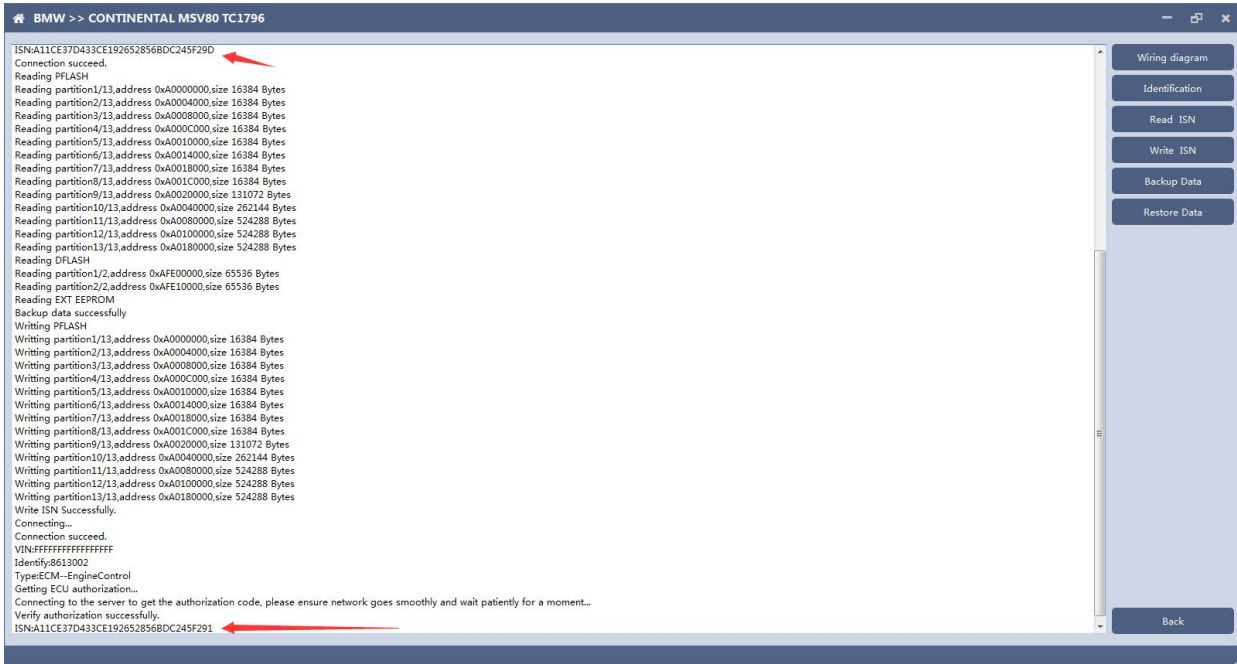 BMW >> CONTINENTAL MSV80 TC1796
ISN:A11CE37D433CE192652856BDC245F29D
Connection succeed.
Reading PFLASH
Reading partition1/13,address 0xA0000000,size 16384 Bytes
Reading partition2/13,address 0xA0004000,size 16384 Bytes
Reading partition3/13,address 0xA0008000,size 16384 Bytes
Reading partition4/13,address 0xA000C000,size 16384 Bytes
Reading partition5/13,address 0xA0010000,size 16384 Bytes
Reading partition6/13,address 0xA0014000,size 16384 Bytes
Reading partition7/13,address 0xA0018000,size 16384 Bytes
Reading partition8/13,address 0xA001C000,size 16384 Bytes
Reading partition9/13,address 0xA0020000,size 131072 Bytes
Reading partition10/13,address 0xA0040000,size 262144 Bytes
Reading partition11/13,address 0xA0080000,size 524288 Bytes
Reading partition12/13,address 0xA0100000,size 524288 Bytes
Reading partition13/13,address 0xA0180000,size 524288 Bytes
Reading DFLASH
Reading partition1/2,address 0xAFE00000,size 65536 Bytes
Reading partition2/2,address 0xAFE10000,size 65536 Bytes
Reading EXT EEPROM
Backup data successfully
Writting PFLASH
Writting partition1/13,address 0xA0000000,size 16384 Bytes
Writting partition2/13,address 0xA0004000,size 16384 Bytes
Writting partition3/13,address 0xA0008000,size 16384 Bytes
Writting partition4/13,address 0xA000C000,size 16384 Bytes
Writting partition5/13,address 0xA0010000,size 16384 Bytes
Writting partition6/13,address 0xA0014000,size 16384 Bytes
Writting partition7/13,address 0xA0018000,size 16384 Bytes
Writting partition8/13,address 0xA001C000,size 16384 Bytes
Writting partition9/13,address 0xA0020000,size 131072 Bytes
Writting partition10/13,address 0xA0040000,size 262144 Bytes
Writting partition11/13,address 0xA0080000,size 524288 Bytes
Writting partition12/13,address 0xA0100000,size 524288 Bytes
Writting partition13/13,address 0xA0180000,size 524288 Bytes
Write ISN Successfully.
Connecting...
Connection succeed.
VIN:FFFFFFFFFFFFFFFFF
Identify:8613002
Type:ECM--EngineControl
Getting ECU authorization...
Connecting to the server to get the authorization code, please ensure network goes smoothly and wait patiently for a moment...
Verify authorization successfully.
ISN:A11CE37D433CE192652856BDC245F291
Wiring diagram
Identification
Read ISN
Write ISN
Backup Data
Restore Data
Back